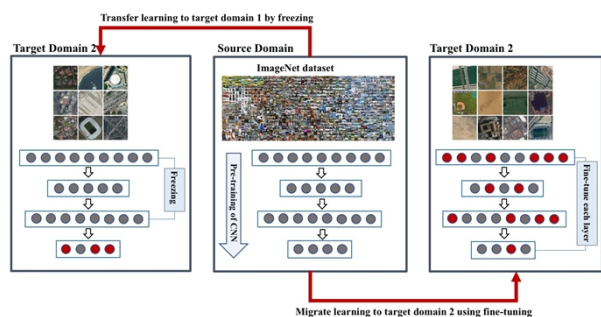 Transfer learning to target domain 1 by freezing
Target Domain 2
Source Domain
Target Domain 2
ImageNet dataset
Freezing
Pre-training of CNN
Fine-tune each layer
Migrate learning to target domain 2 using fine-tuning